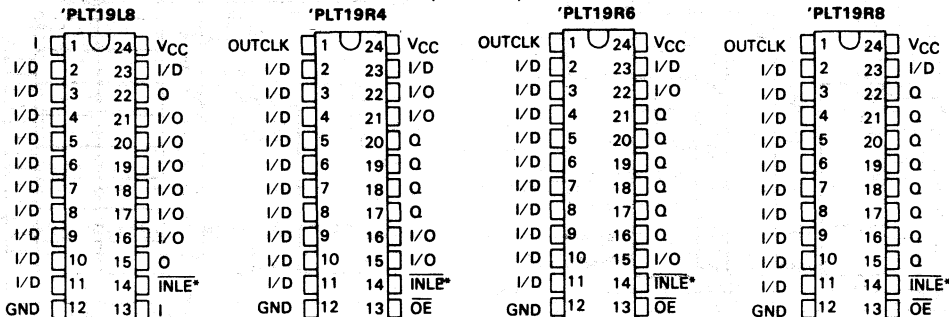 'PLT19L8 'PLT19R4 'PLT19R6 'PLT19R8
I 1 24 VCC OUTCLK 1 24 VCC OUTCLK 1 24 VCC OUTCLK 1 24 VCC
I/D 2 23 I/D I/D 2 23 I/D I/D 2 23 I/D I/D 2 23 I/D
I/D 3 22 O I/D 3 22 I/O I/D 3 22 I/O I/D 3 22 Q
I/D 4 21 I/O I/D 4 21 I/O I/D 4 21 Q I/D 4 21 Q
I/D 5 20 I/O I/D 5 20 Q I/D 5 20 Q I/D 5 20 Q
I/D 6 19 I/O I/D 6 19 Q I/D 6 19 Q I/D 6 19 Q
I/D 7 18 I/O I/D 7 18 Q I/D 7 18 Q I/D 7 18 Q
I/D 8 17 I/O I/D 8 17 Q I/D 8 17 Q I/D 8 17 Q
I/D 9 16 I/O I/D 9 16 I/O I/D 9 16 Q I/D 9 16 Q
I/D 10 15 O I/D 10 15 I/O I/D 10 15 I/O I/D 10 15 Q
I/D 11 14 INLE* I/D 11 14 INLE* I/D 11 14 INLE* I/D 11 14 INLE*
GND 12 13 I GND 12 13 OE GND 12 13 OE GND 12 13 OE